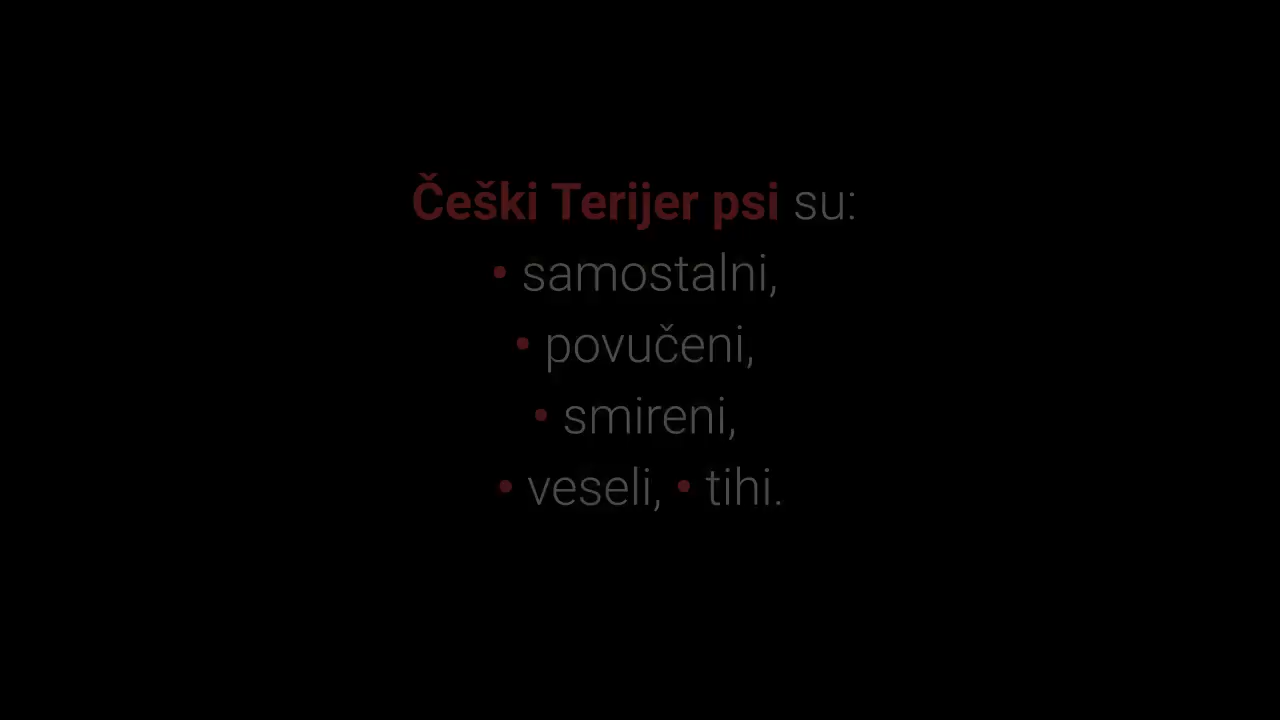 Češki Terijer psi su:
• samostalni,
• povučeni,
• smireni,
• veseli, • tihi.